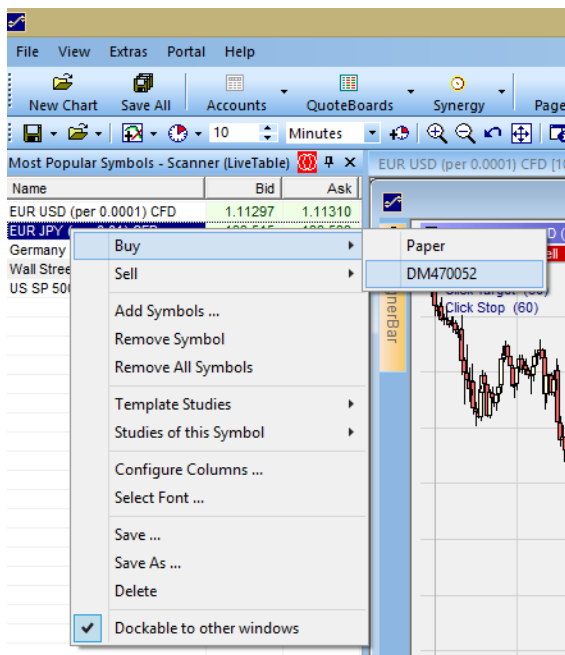 File View Extras Portal Help
New Chart Save All Accounts QuoteBoards Synergy Page
10 Minutes
Most Popular Symbols - Scanner (LiveTable)
EUR USD (per 0.0001) CFD [10
Name Bid Ask
EUR USD (per 0.0001) CFD 1.11297 1.11310
EUR JPY
Germany
Wall Stree
US SP 500
Buy
Sell
Add Symbols ...
Remove Symbol
Remove All Symbols
Template Studies
Studies of this Symbol
Configure Columns ...
Select Font ...
Save ...
Save As ...
Delete
Dockable to other windows
Paper
DM470052
Click Stop (60)